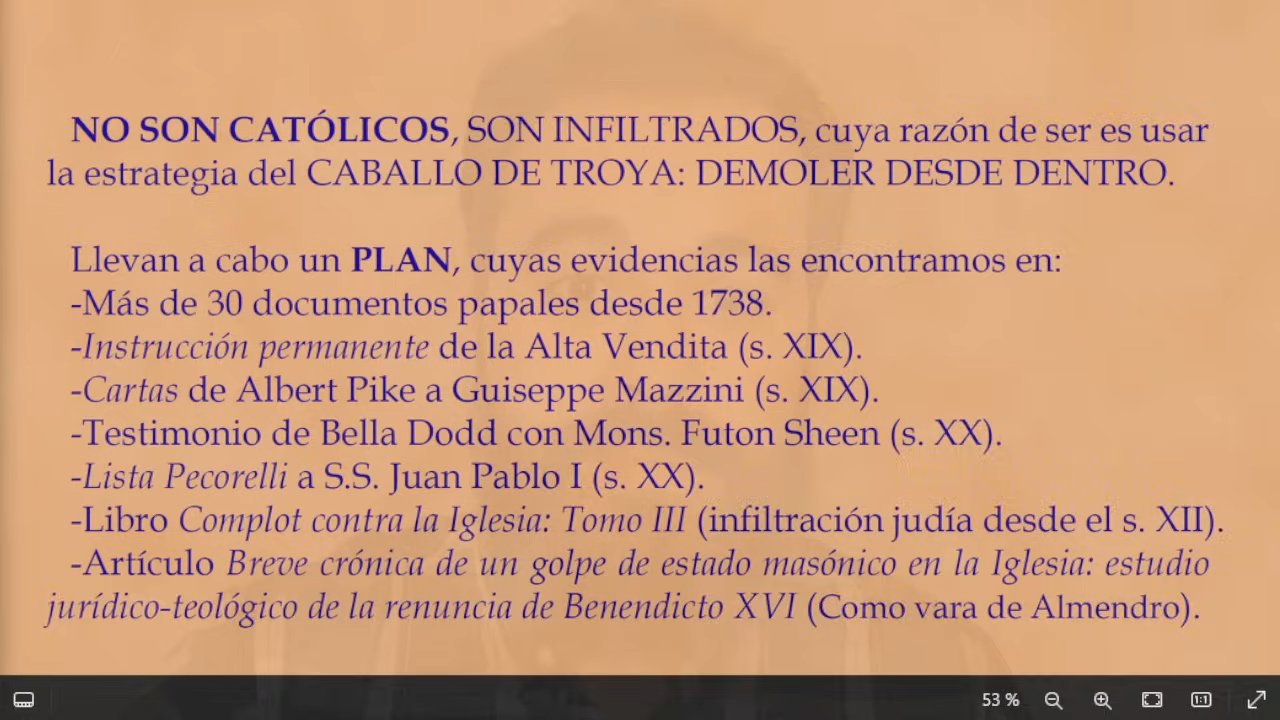 NO SON CATÓLICOS, SON INFILTRADOS, cuya razón de ser es usar
la estrategia del CABALLO DE TROYA: DEMOLER DESDE DENTRO.
Llevan a cabo un PLAN, cuyas evidencias las encontramos en:
-Más de 30 documentos papales desde 1738.
-Instrucción permanente de la Alta Vendita (s. XIX).
-Cartas de Albert Pike a Guiseppe Mazzini (s. XIX).
-Testimonio de Bella Dodd con Mons. Futon Sheen (s. XX).
-Lista Pecorelli a S.S. Juan Pablo I (s. XX).
-Libro Complot contra la Iglesia: Tomo III (infiltración judía desde el s. XII).
-Artículo Breve crónica de un golpe de estado masónico en la Iglesia: estudio
jurídico-teológico de la renuncia de Benendicto XVI (Como vara de Almendro).
53 %
1:1